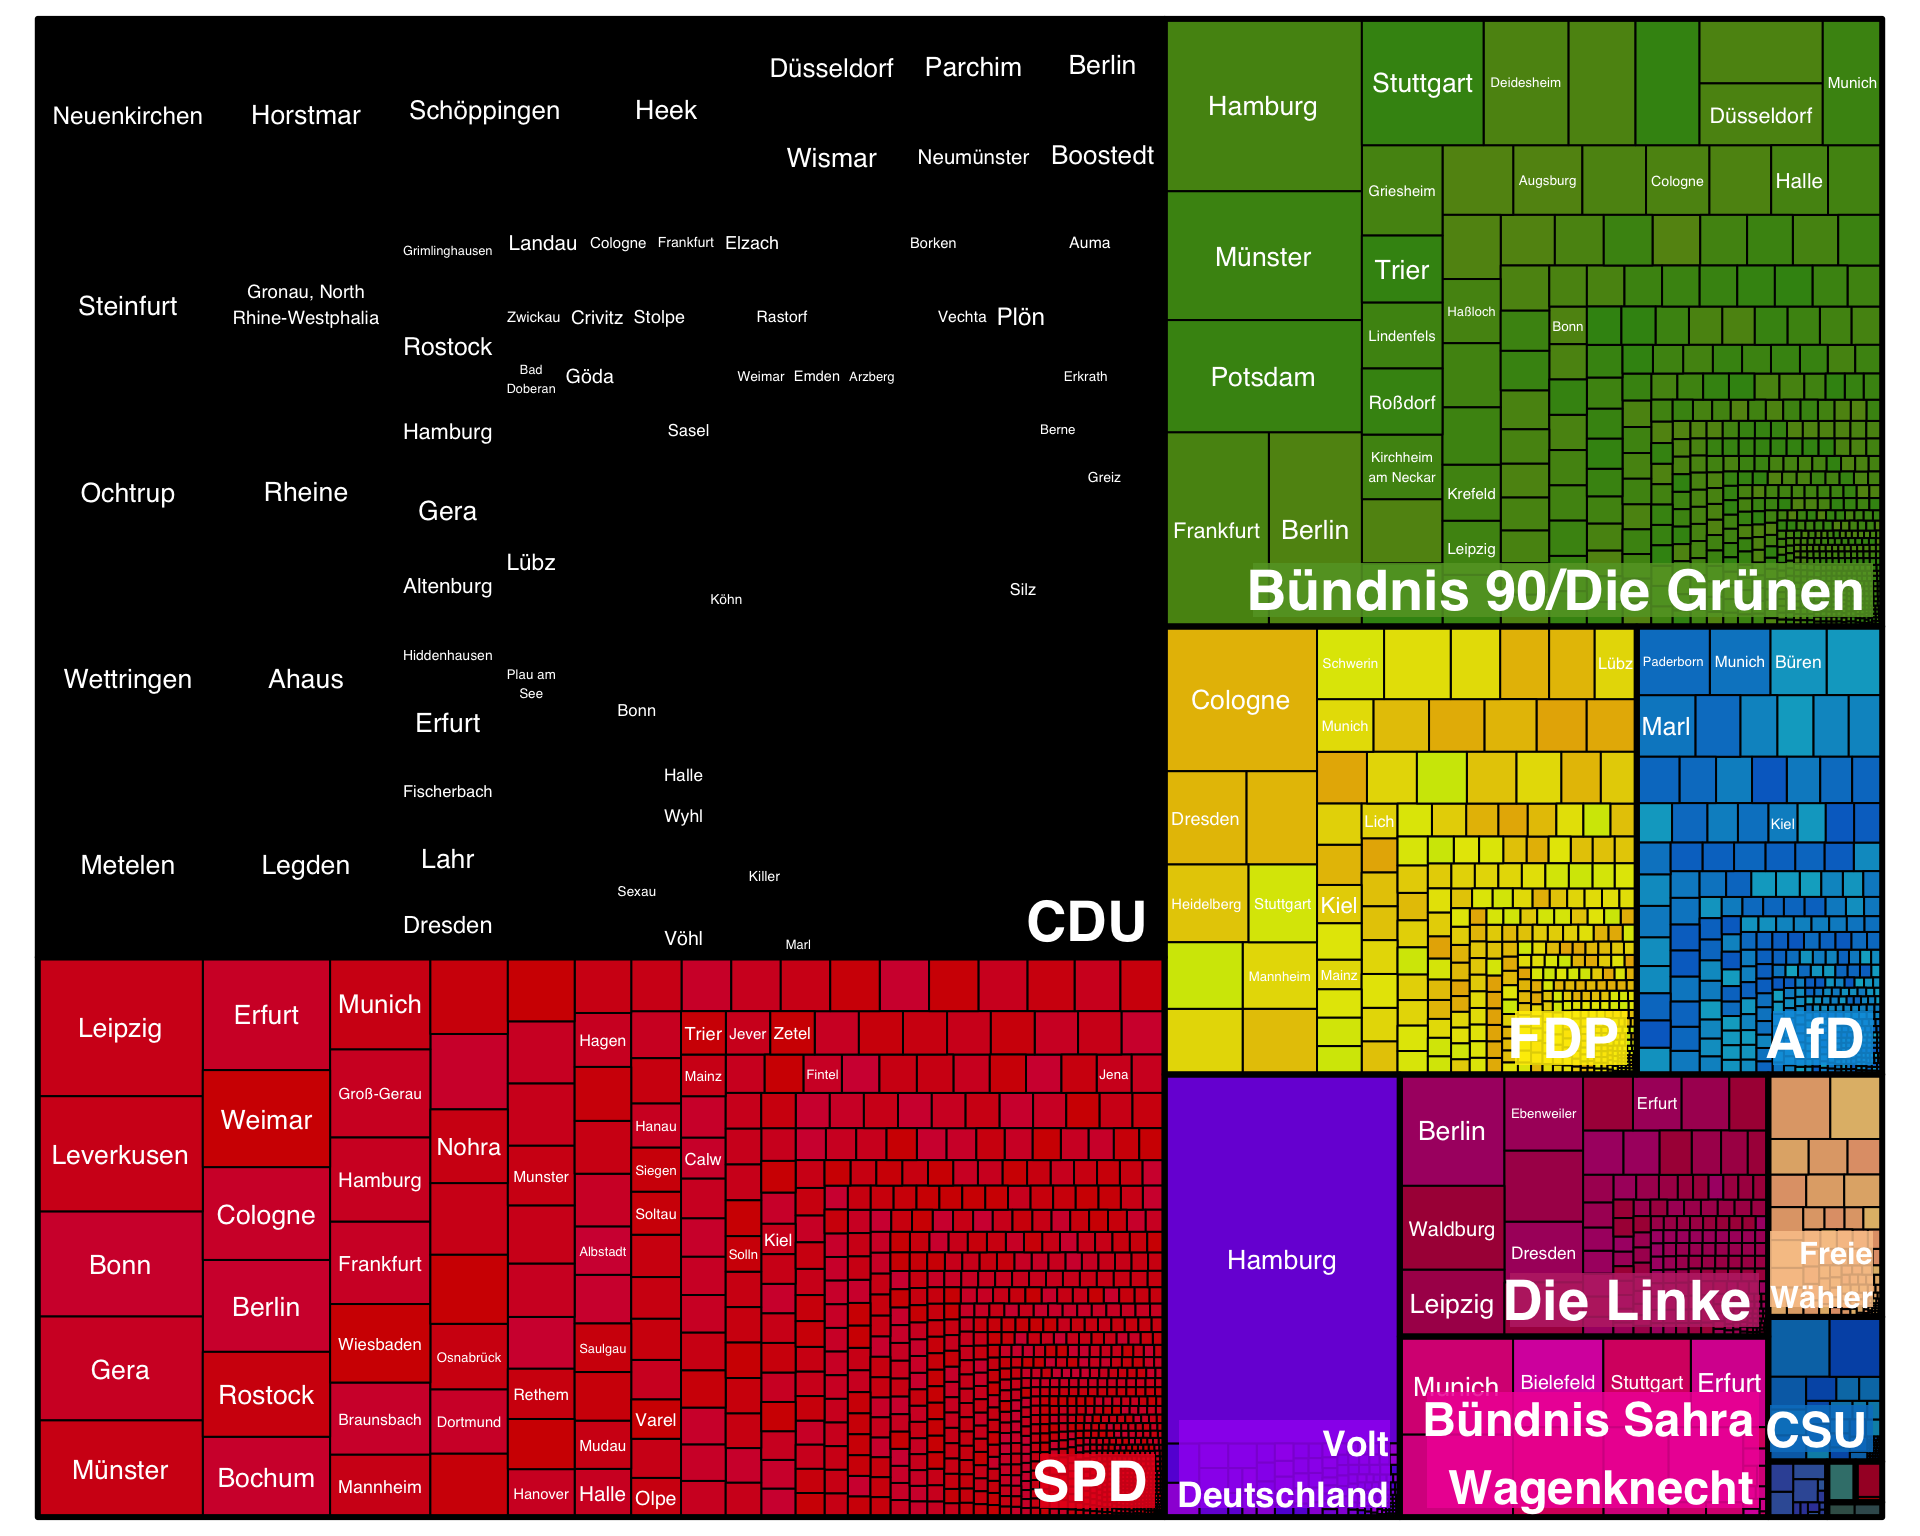 Neuenkirchen
Horstmar
Schöppingen
Heek
Düsseldorf
Parchim
Berlin
Wismar
Neumünster
Boostedt
Steinfurt
Gronau, North
Rhine-Westphalia
Grimlinghausen
Landau
Cologne
Frankfurt
Elzach
Borken
Auma
Rostock
Zwickau
Crivitz
Stolpe
Rastorf
Vechta
Plön
Bad
Doberan
Göda
Weimar
Emden
Arzberg
Erkrath
Hamburg
Sasel
Berne
Greiz
Ochtrup
Rheine
Gera
Lübz
Altenburg
Köhn
Silz
Wettringen
Ahaus
Hiddenhausen
Plau am
See
Erfurt
Bonn
Fischerbach
Halle
Wyhl
Metelen
Legden
Lahr
Sexau
Killer
Dresden
Vöhl
Marl
CDU
Hamburg
Stuttgart
Deidesheim
Düsseldorf
Munich
Münster
Griesheim
Augsburg
Cologne
Halle
Trier
Potsdam
Lindenfels
Haßloch
Bonn
Roßdorf
Frankfurt
Berlin
Kirchheim
am Neckar
Krefeld
Leipzig
Bündnis 90/Die Grünen
Cologne
Schwerin
Lübz
Munich
Dresden
Lich
Heidelberg
Stuttgart
Kiel
Mannheim
Mainz
FDP
Paderborn
Munich
Büren
Marl
Kiel
AfD
Leipzig
Erfurt
Munich
Hagen
Trier
Jever
Zetel
Leverkusen
Weimar
Groß-Gerau
Nohra
Mainz
Fintel
Jena
Hanau
Calw
Hamburg
Munster
Siegen
Bonn
Cologne
Frankfurt
Soltau
Albstadt
Solln
Kiel
Berlin
Gera
Wiesbaden
Osnabrück
Saulgau
Rostock
Braunsbach
Dortmund
Rethem
Varel
Münster
Bochum
Mannheim
Hanover
Mudau
Halle
Olpe
SPD
Hamburg
Volt
Deutschland
Berlin
Ebenweiler
Erfurt
Waldburg
Dresden
Leipzig
Die Linke
Freie
Wähler
Munich
Bielefeld
Stuttgart
Erfurt
Bündnis Sahra
Wagenknecht
CSU